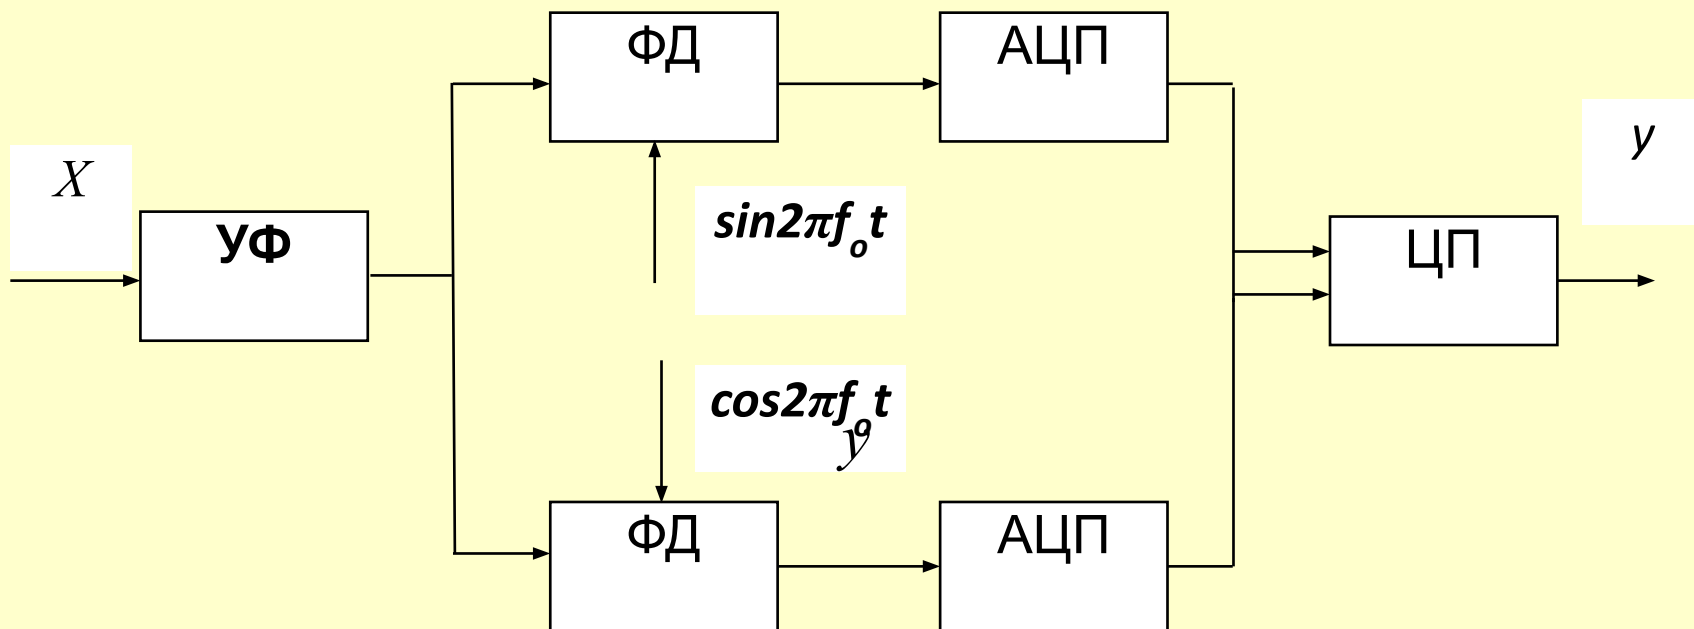 ФД
АЦП
X
y
УФ
sin2πfₒt
ЦП
cos2πfₒt
y
ФД
АЦП